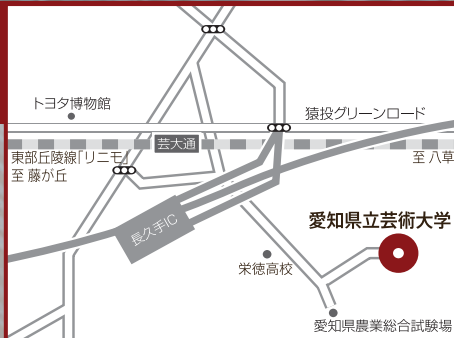 トヨタ博物館
猿投グリーンロード
芸大通
東部丘陵線「リニモ」
至 藤が丘
至 八草
長久手IC
愛知県立芸術大学
栄徳高校
愛知県農業総合試験場